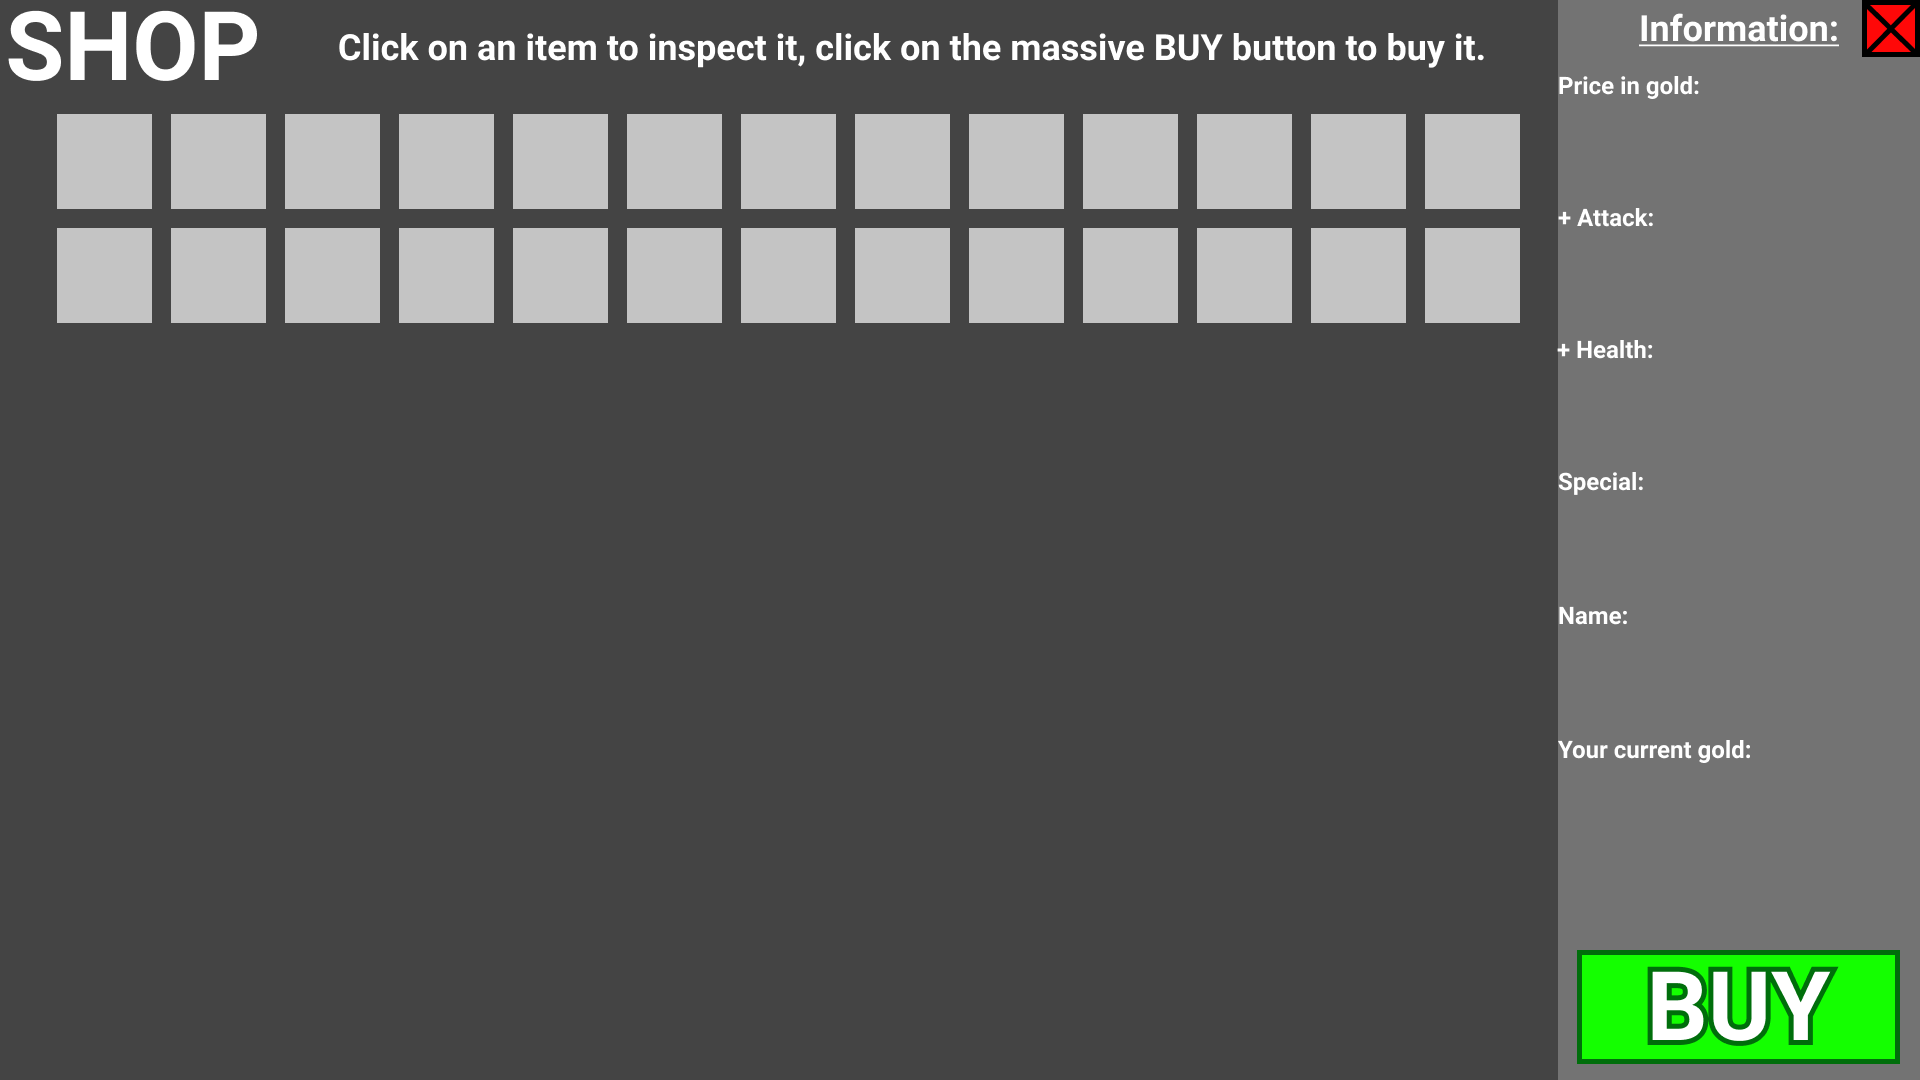 SHOP
Click on an item to inspect it, click on the massive BUY button to buy it.
Information:
Price in gold:
+ Attack:
+ Health:
Special:
Name:
Your current gold:
BUY